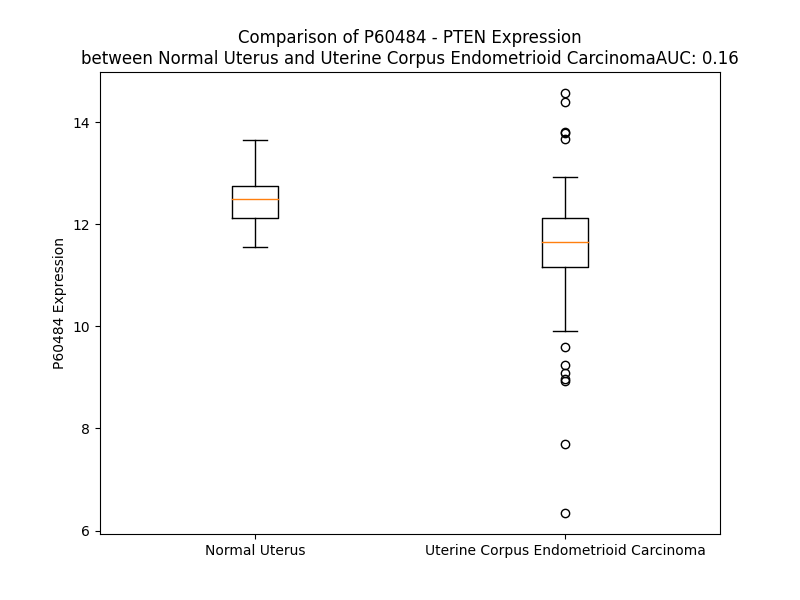 Comparison of P60484 - PTEN Expression
between Normal Uterus and Uterine Corpus Endometrioid CarcinomaAUC: 0.16
14
12
10
8
6
P60484 Expression
Normal Uterus
Uterine Corpus Endometrioid Carcinoma